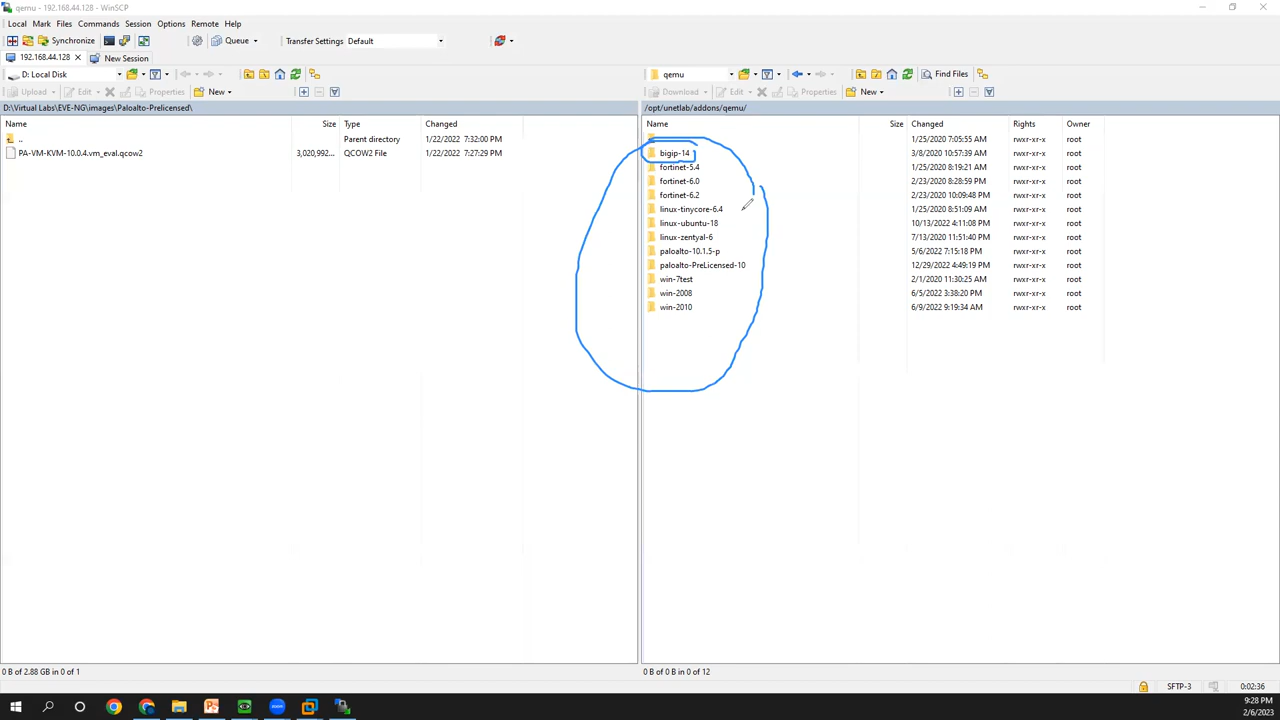 qemu - 192.168.44.128 - WinSCP
Local Mark Files Commands Session Options Remote Help
Synchronize Queue Transfer Settings Default
192.168.44.128 New Session
D: Local Disk qemu Find Files
Upload Edit Properties New Download Edit Properties New
D:\Virtual Labs\EVE-NG\images\Paloalto-Prelicensed\ /opt/unetlab/addons/qemu/
Name Size Type Changed Name Size Changed Rights Owner
.. Parent directory 1/22/2022 7:32:00 PM 1/25/2020 7:05:55 AM rwxr-xr-x root
PA-VM-KVM-10.0.4.vm_eval.qcow2 3,020,992... QCOW2 File 1/22/2022 7:27:29 PM bigip-14 3/8/2020 10:57:39 AM rwxr-xr-x root
fortinet-5.4 1/25/2020 8:19:21 AM rwxr-xr-x root
fortinet-6.0 2/23/2020 8:28:59 PM rwxr-xr-x root
fortinet-6.2 2/23/2020 10:09:48 PM rwxr-xr-x root
linux-tinycore-6.4 1/25/2020 8:51:09 AM rwxr-xr-x root
linux-ubuntu-18 10/13/2022 4:11:08 PM rwxr-xr-x root
linux-zentyal-6 7/13/2020 11:51:40 PM rwxr-xr-x root
paloalto-10.1.5-p 5/6/2022 7:15:18 PM rwxr-xr-x root
paloalto-PreLicensed-10 12/29/2022 4:49:19 PM rwxr-xr-x root
win-7test 2/1/2020 11:30:25 AM rwxr-xr-x root
win-2008 6/5/2022 3:38:20 PM rwxr-xr-x root
win-2010 6/9/2022 9:19:34 AM rwxr-xr-x root
0 B of 2.88 GB in 0 of 1 0 B of 0 B in 0 of 12
SFTP-3 0:02:36
9:28 PM
2/6/2023